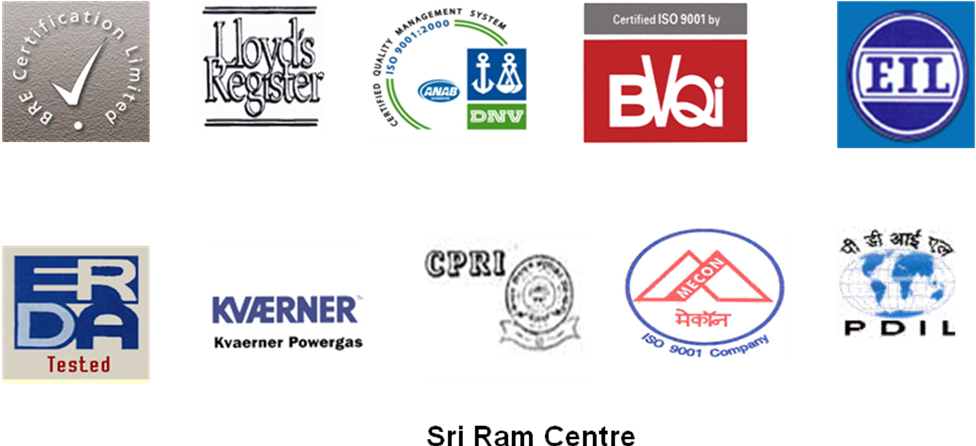 BRE Certification Limited
Lloyd's
Register
CERTIFIED QUALITY MANAGEMENT SYSTEM
ISO 9001:2000
ANAB
DNV
Certified ISO 9001 by
BVQi
EIL
ERDA
Tested
KVÆRNER
Kvaerner Powergas
CPRI
MECON
मेकॉन
ISO 9001 Company
पी डी आई एल
PDIL
Sri Ram Centre